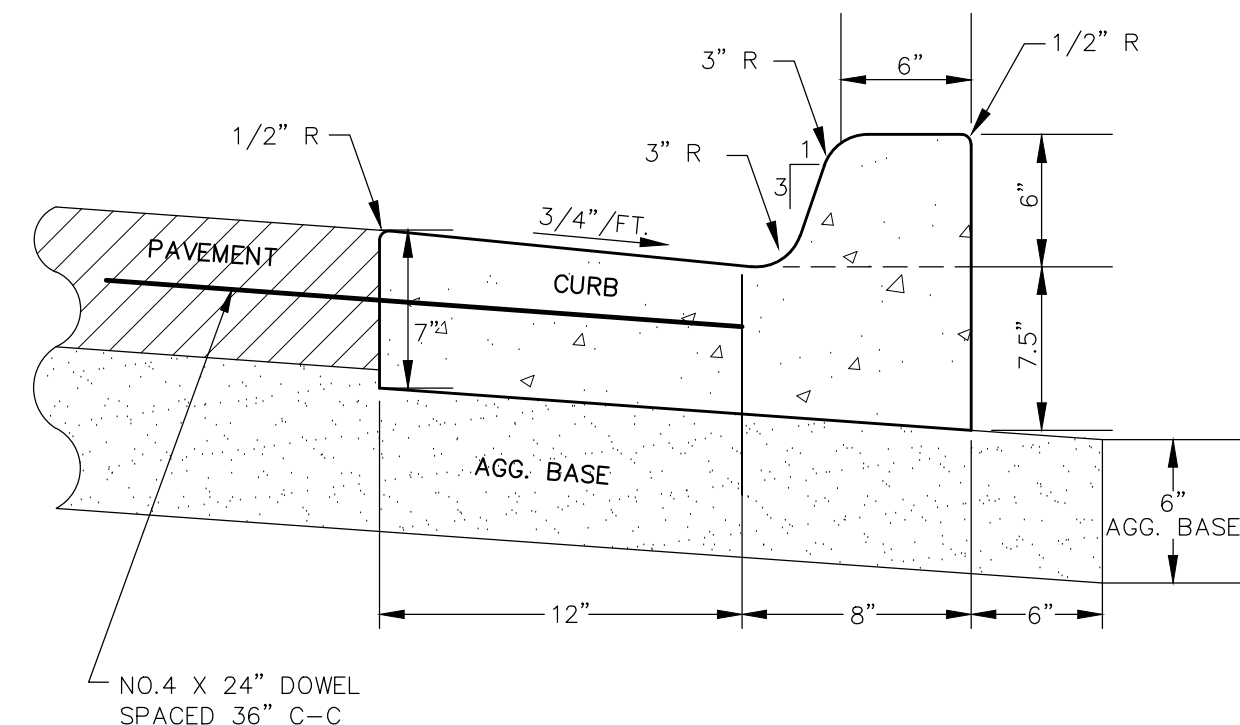 1/2” R
6”
3” R
1/2” R
3” R
1
3
6”
3/4”/FT.
PAVEMENT
CURB
7”
7.5”
AGG. BASE
6”
AGG. BASE
12”
8”
6”
NO.4 X 24” DOWEL
SPACED 36” C-C